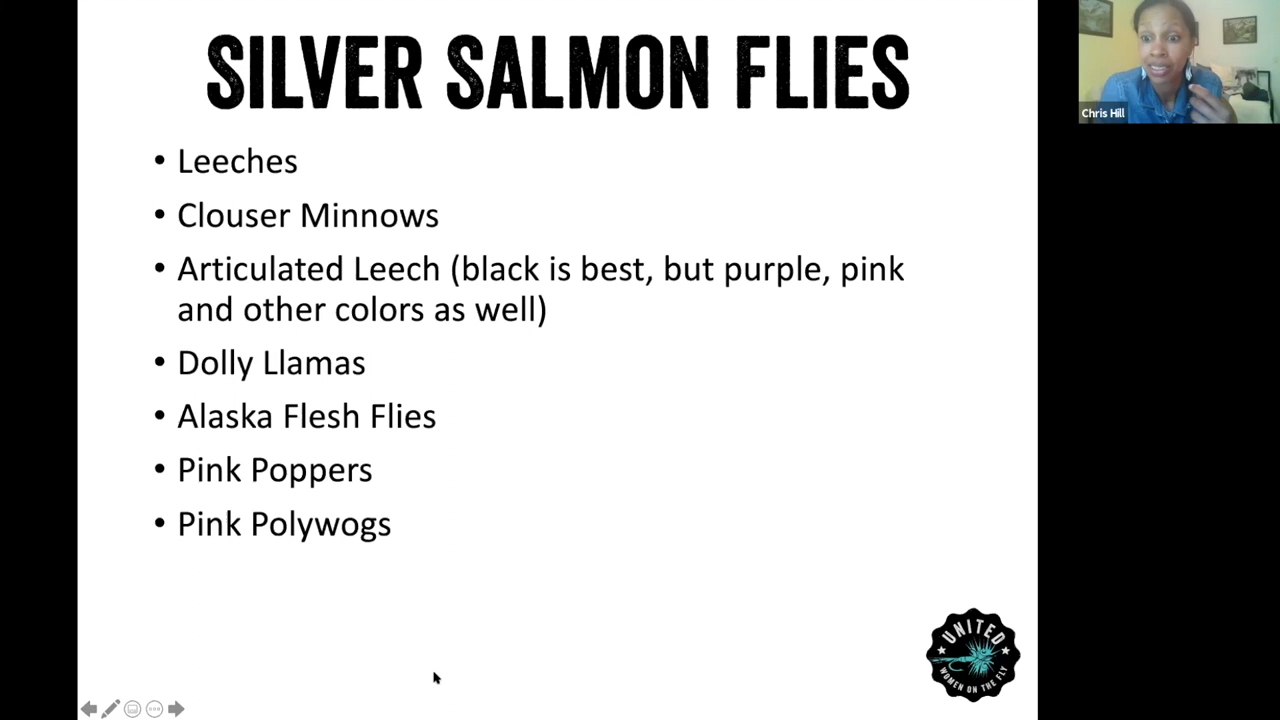 SILVER SALMON FLIES
Chris Hill
• Leeches
• Clouser Minnows
• Articulated Leech (black is best, but purple, pink
and other colors as well)
• Dolly Llamas
• Alaska Flesh Flies
• Pink Poppers
• Pink Polywogs
UNITED
WOMEN ON THE FLY